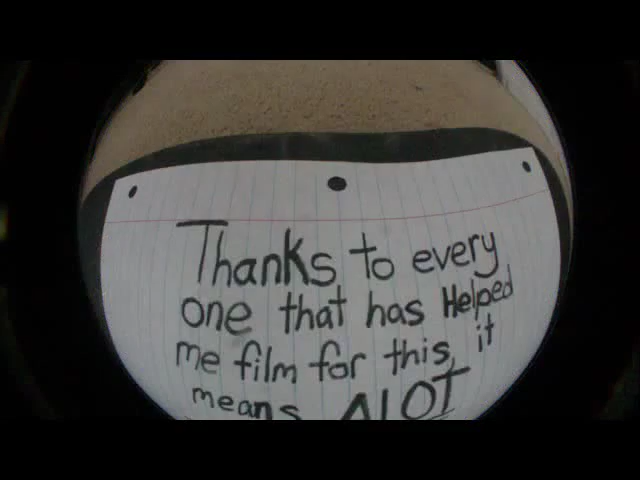 Thanks to every
one that has Helped
me film for this, it
means ALOT